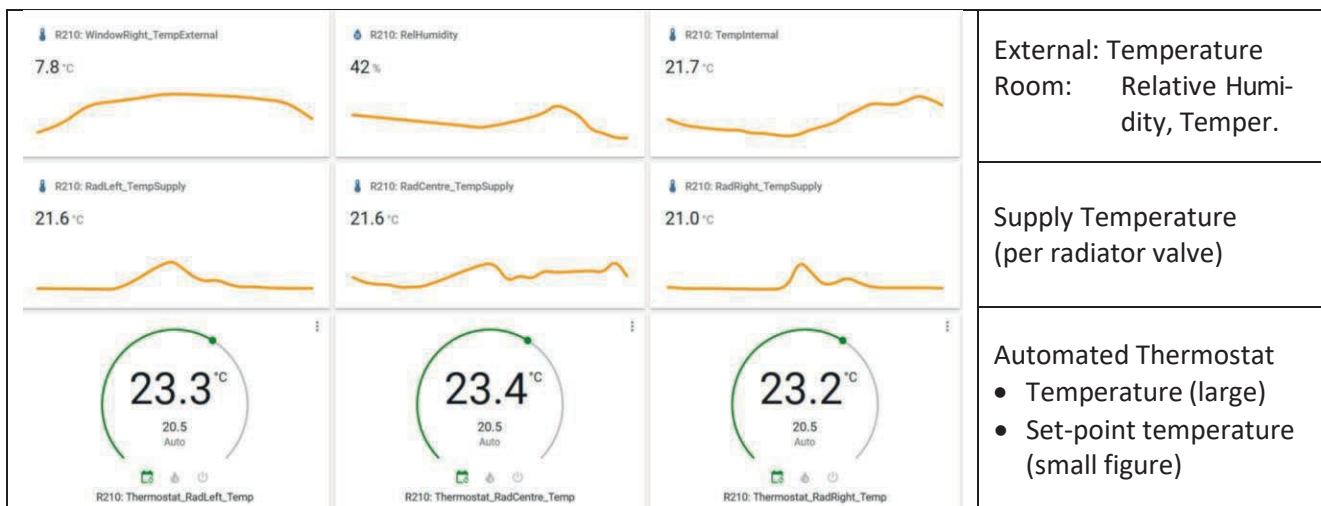 R210: WindowRight_TempExternal
7.8 °C
R210: RelHumidity
42 %
R210: TempInternal
21.7 °C
External: Temperature
Room: Relative Humi-
dity, Temper.
R210: RadLeft_TempSupply
21.6 °C
R210: RadCentre_TempSupply
21.6 °C
R210: RadRight_TempSupply
21.0 °C
Supply Temperature
(per radiator valve)
23.3 °C
20.5
Auto
R210: Thermostat_RadLeft_Temp
23.4 °C
20.5
Auto
R210: Thermostat_RadCentre_Temp
23.2 °C
20.5
Auto
R210: Thermostat_RadRight_Temp
Automated Thermostat
• Temperature (large)
• Set-point temperature
(small figure)